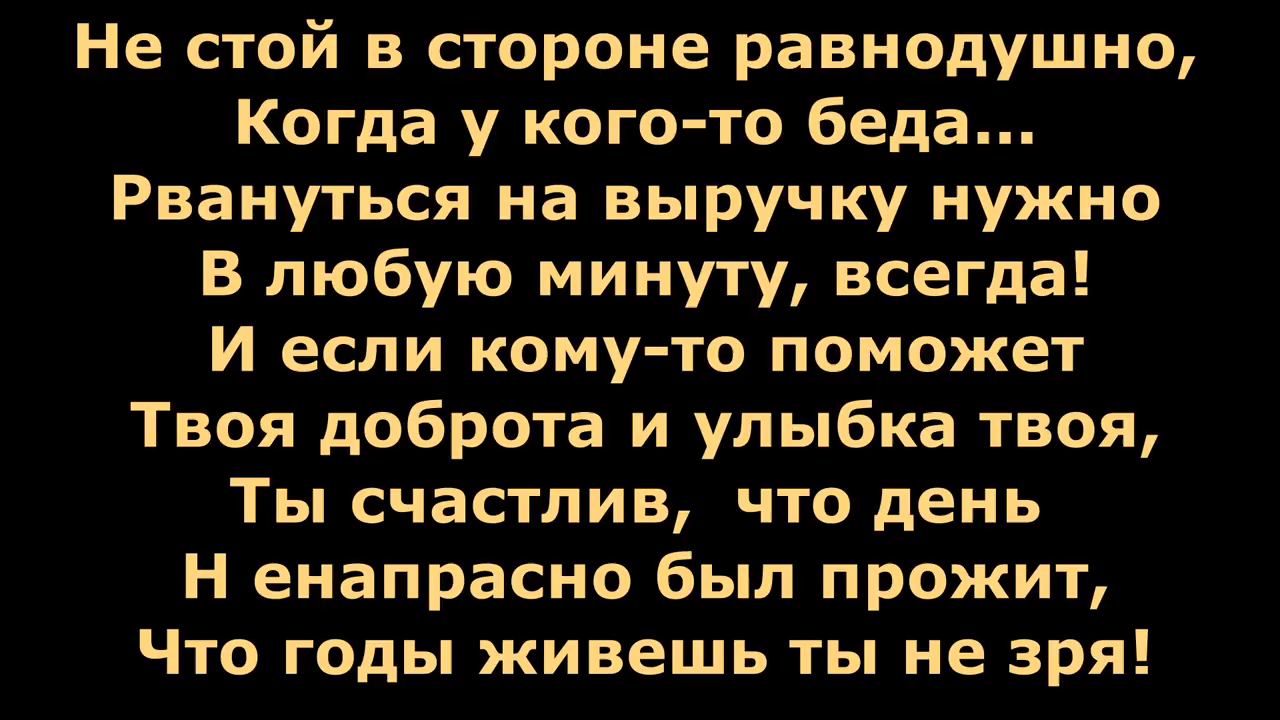 Не стой в стороне равнодушно,
Когда у кого-то беда...
Рвануться на выручку нужно
В любую минуту, всегда!
И если кому-то поможет
Твоя доброта и улыбка твоя,
Ты счастлив,  что день
Н енапрасно был прожит,
Что годы живешь ты не зря!